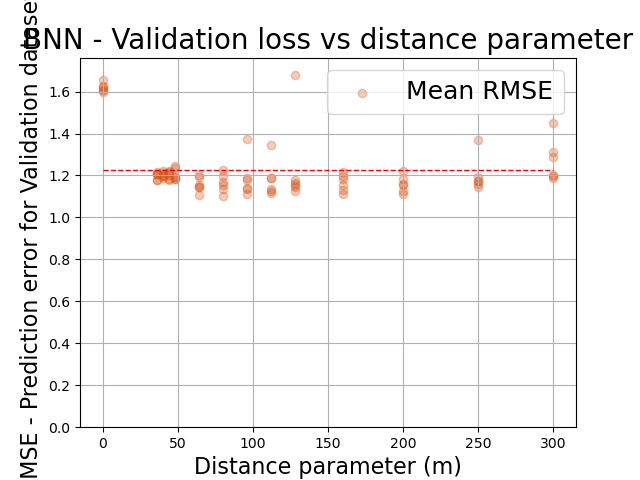 BNN - Validation loss vs distance parameter
MSE - Prediction error for Validation datase
Mean RMSE
1.6
1.4
1.2
1.0
0.8
0.6
0.4
0.2
0.0
0 50 100 150 200 250 300
Distance parameter (m)